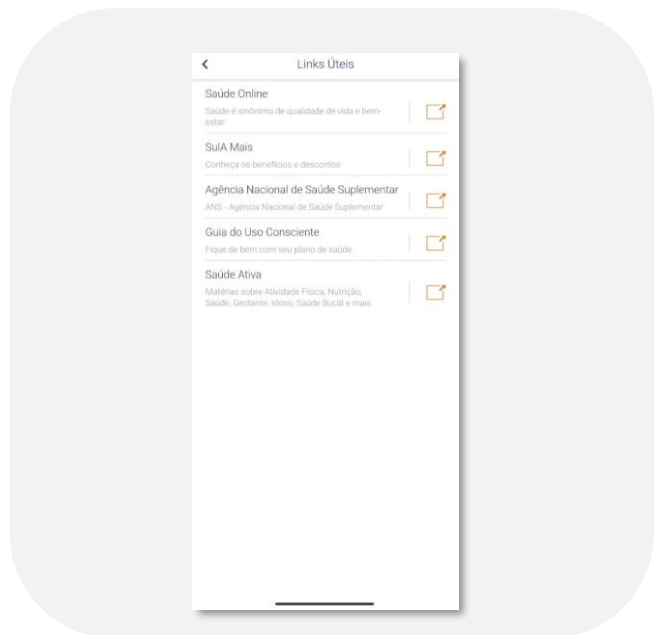 Links Úteis
Saúde Online
Saúde é sinônimo de qualidade de vida e bem-
estar
SulA Mais
Conheça os benefícios e descontos
Agência Nacional de Saúde Suplementar
ANS - Agência Nacional de Saúde Suplementar
Guia do Uso Consciente
Fique de bem com seu plano de saúde
Saúde Ativa
Matérias sobre Atividade Física, Nutrição,
Saúde, Gestante, Idoso, Saúde Bucal e mais